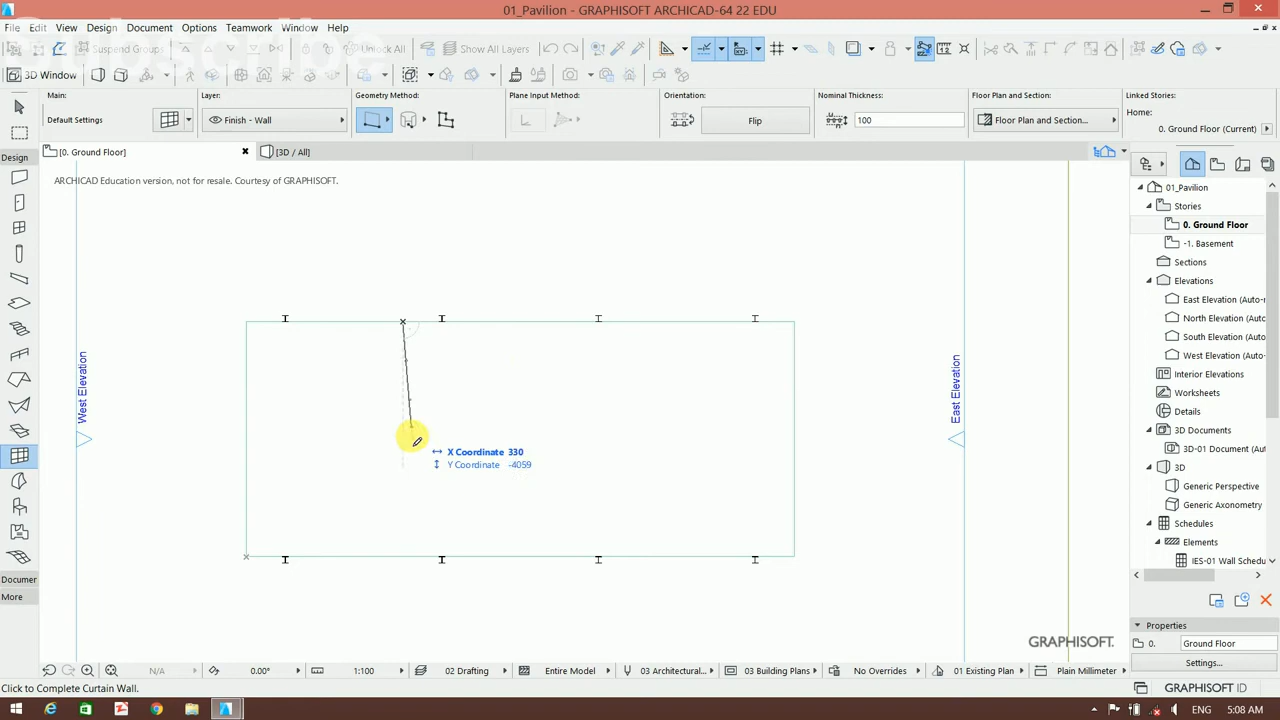 01_Pavilion - GRAPHISOFT ARCHICAD-64 22 EDU
File Edit View Design Document Options Teamwork Window Help
Subscribe
Suspend Groups
Unlock All
Show All Layers
3D Window
Main:
Layer:
Geometry Method:
Plane Input Method:
Orientation:
Nominal Thickness:
Floor Plan and Section:
Linked Stories:
Home:
Default Settings
Finish - Wall
Flip
100
Floor Plan and Section...
0. Ground Floor (Current)
[0. Ground Floor]
[3D / All]
Design
ARCHICAD Education version, not for resale. Courtesy of GRAPHISOFT.
West Elevation
East Elevation
X Coordinate 330
Y Coordinate -4059
GRAPHISOFT.
01_Pavilion
Stories
0. Ground Floor
-1. Basement
Sections
Elevations
East Elevation (Auto-r
North Elevation (Auto-
South Elevation (Auto-
West Elevation (Auto-
Interior Elevations
Worksheets
Details
3D Documents
3D-01 Document (Aut
3D
Generic Perspective
Generic Axonometry
Schedules
Elements
IES-01 Wall Schedu
Properties
0.
Ground Floor
Settings...
Documen
More
N/A
0.00°
1:100
02 Drafting
Entire Model
03 Architectural...
03 Building Plans
No Overrides
01 Existing Plan
Plain Millimeter
Click to Complete Curtain Wall.
GRAPHISOFT ID
ENG 5:08 AM